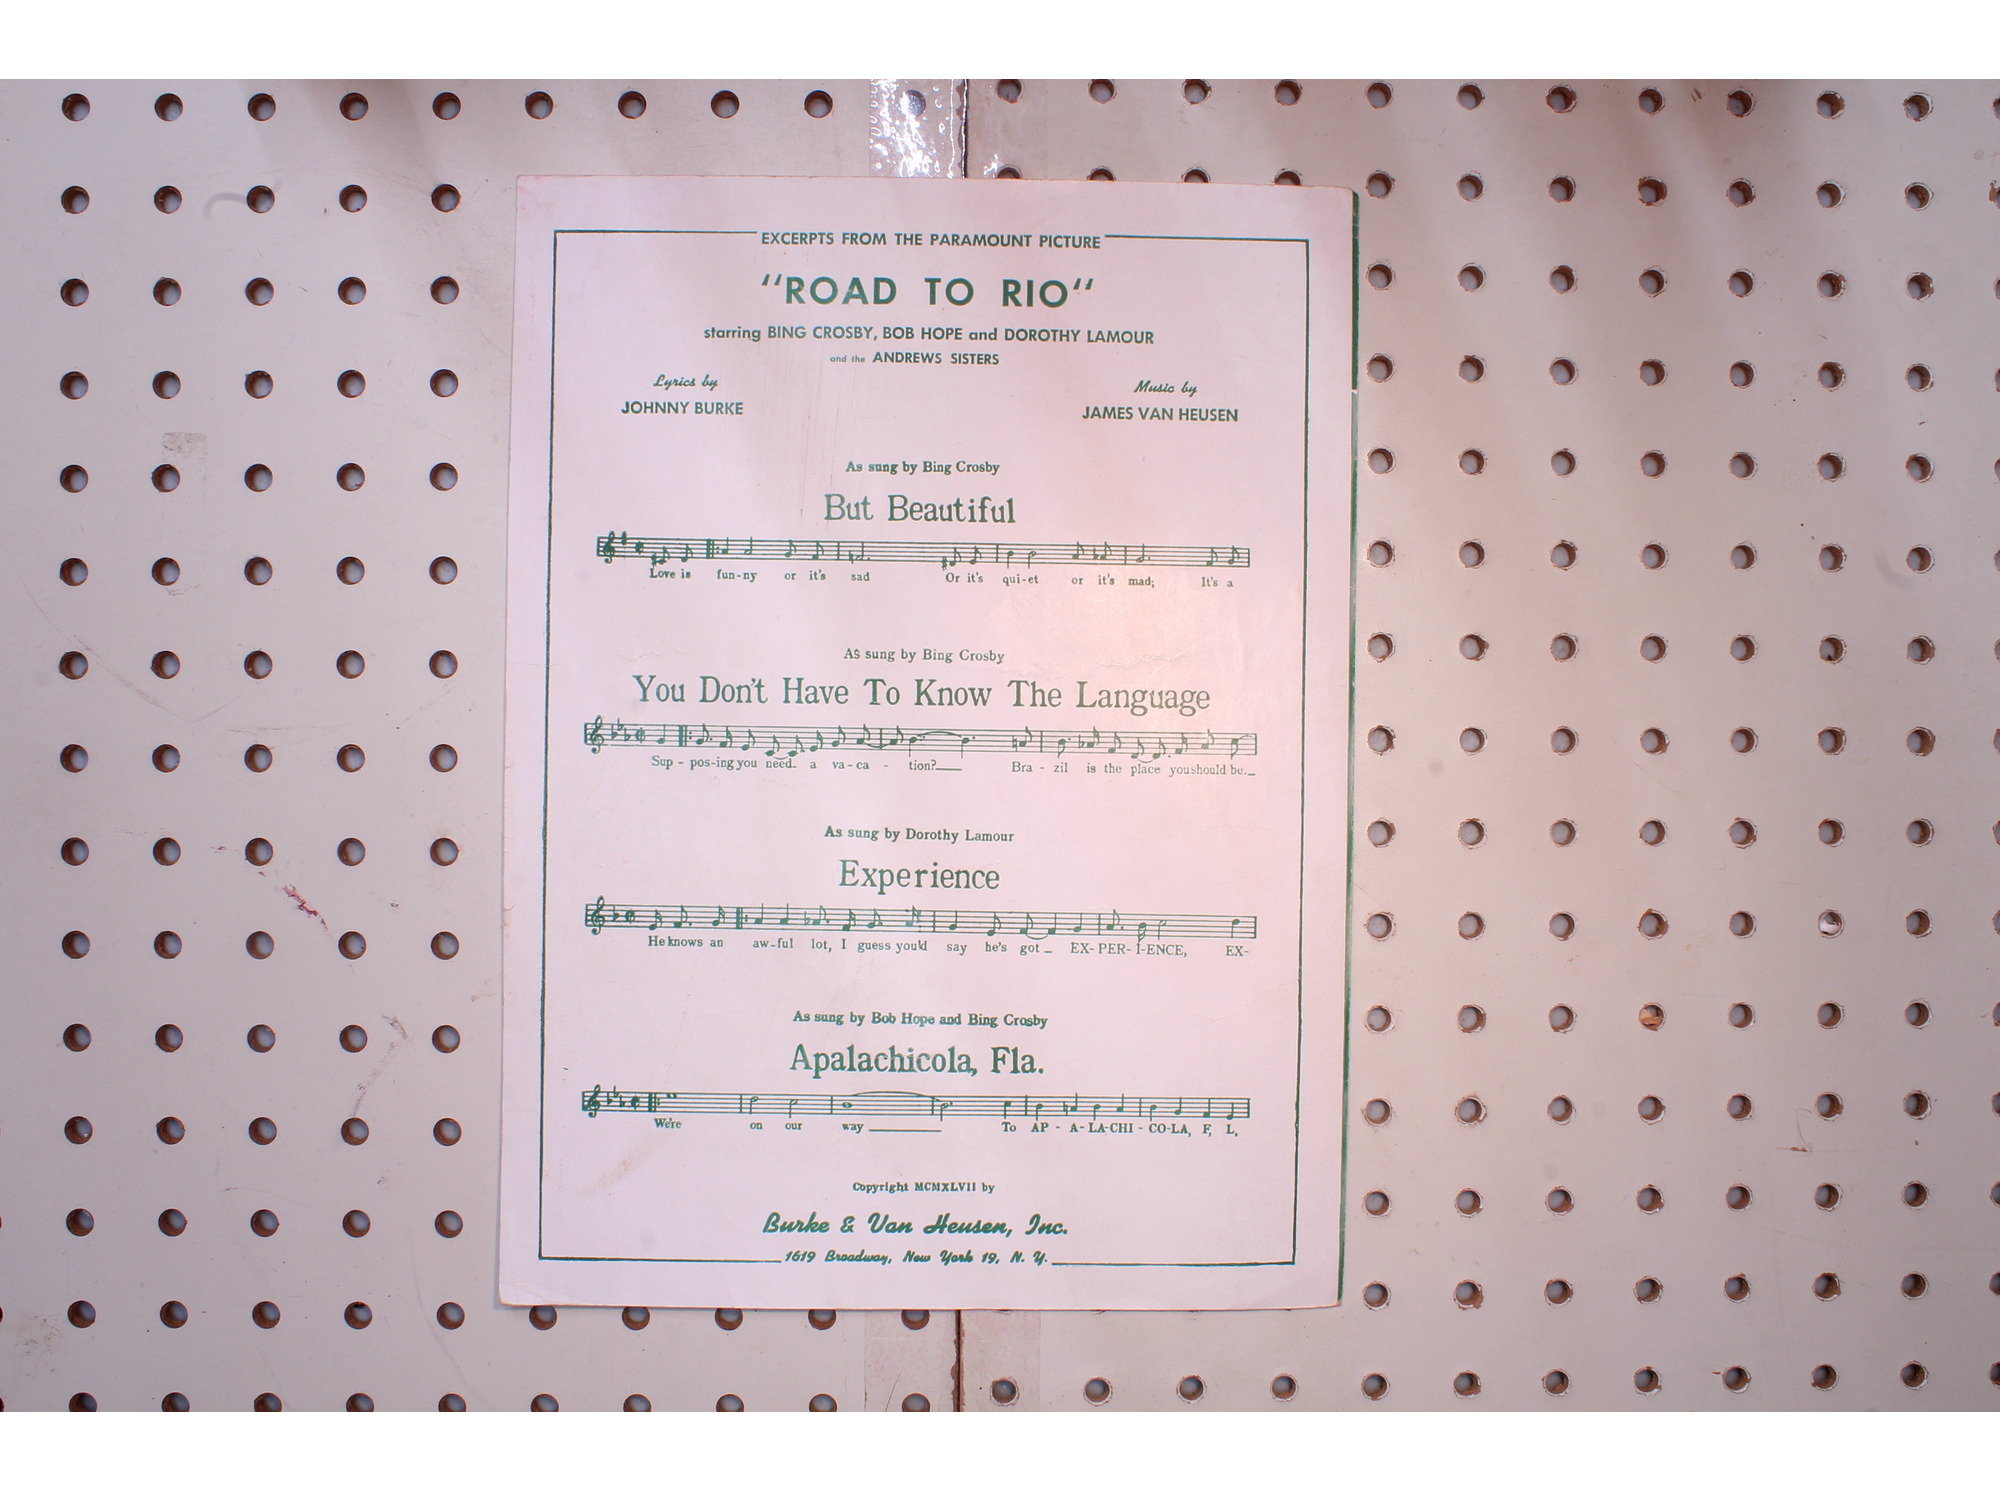 EXCERPTS FROM THE PARAMOUNT PICTURE
"ROAD TO RIO"
starring BING CROSBY, BOB HOPE and DOROTHY LAMOUR
and the ANDREWS SISTERS
Lyrics by
JOHNNY BURKE
Music by
JAMES VAN HEUSEN
As sung by Bing Crosby
But Beautiful
Love is fun-ny or it's sad Or it's qui-et or it's mad; It's a
As sung by Bing Crosby
You Don't Have To Know The Language
Sup - pos-ing you need a va-ca - tion? Bra - zil is the place you should be.
As sung by Dorothy Lamour
Experience
He knows an aw-ful lot, I guess you'd say he's got EX-PER-I-ENCE, EX-
As sung by Bob Hope and Bing Crosby
Apalachicola, Fla.
We're on our way To AP - A-LA-CHI - CO-LA, F, L,
Copyright MCMXLVII by
Burke & Van Heusen, Inc.
1619 Broadway, New York 19, N. Y.